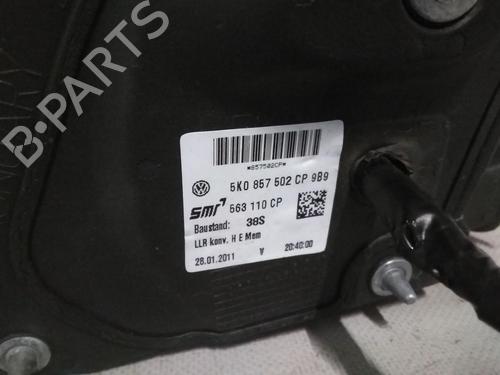 B-PARTS
*857502CP*
5K0 857 502 CP 9B9
smr 563 110 CP
Baustand: 38S
LLR konv. H E Mem
28.01.2011 V 20:40:00